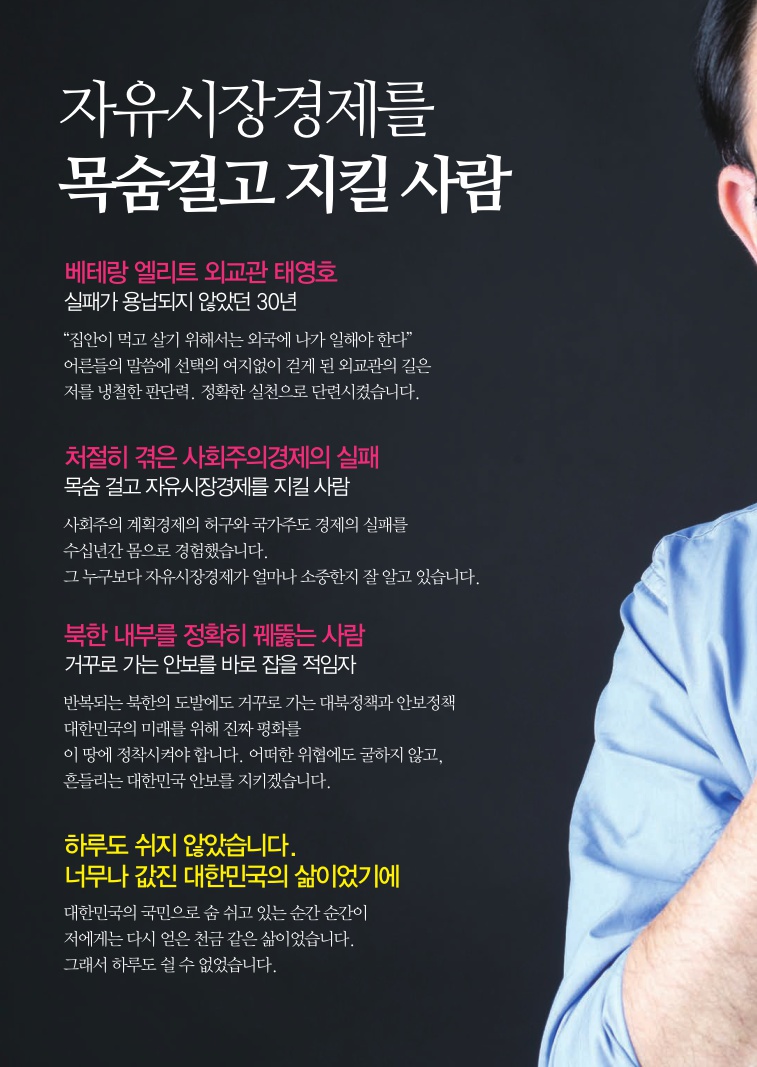 자유시장경제를
목숨걸고 지킬 사람
베테랑 엘리트 외교관 태영호
실패가 용납되지 않았던 30년
“집안이 먹고 살기 위해서는 외국에 나가 일해야 한다”
어른들의 말씀에 선택의 여지없이 걷게 된 외교관의 길은
저를 냉철한 판단력, 정확한 실천으로 단련시켰습니다.
처절히 겪은 사회주의경제의 실패
목숨 걸고 자유시장경제를 지킬 사람
사회주의 계획경제의 허구와 국가주도 경제의 실패를
수십년간 몸으로 경험했습니다.
그 누구보다 자유시장경제가 얼마나 소중한지 잘 알고 있습니다.
북한 내부를 정확히 꿰뚫는 사람
거꾸로 가는 안보를 바로 잡을 적임자
반복되는 북한의 도발에도 거꾸로 가는 대북정책과 안보정책
대한민국의 미래를 위해 진짜 평화를
이 땅에 정착시켜야 합니다. 어떠한 위협에도 굴하지 않고,
흔들리는 대한민국 안보를 지키겠습니다.
하루도 쉬지 않았습니다.
너무나 값진 대한민국의 삶이었기에
대한민국의 국민으로 숨 쉬고 있는 순간 순간이
저에게는 다시 얻은 천금 같은 삶이었습니다.
그래서 하루도 쉴 수 없었습니다.